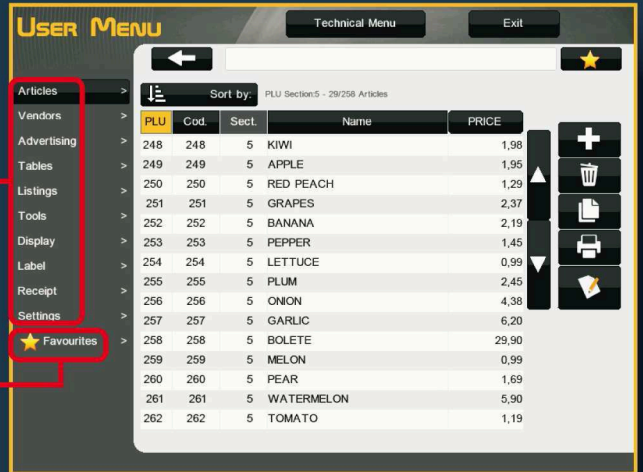 User Menu
Technical Menu
Exit
Articles >
Vendors >
Advertising >
Tables >
Listings >
Tools >
Display >
Label >
Receipt >
Settings >
Favourites >
Sort by:
PLU Section:5 - 29/256 Articles
PLU Cod. Sect. Name PRICE
248 248 5 KIWI 1,98
249 249 5 APPLE 1,95
250 250 5 RED PEACH 1,29
251 251 5 GRAPES 2,37
252 252 5 BANANA 2,19
253 253 5 PEPPER 1,45
254 254 5 LETTUCE 0,99
255 255 5 PLUM 2,45
256 256 5 ONION 4,38
257 257 5 GARLIC 6,20
258 258 5 BOLETE 29,90
259 259 5 MELON 0,99
260 260 5 PEAR 1,69
261 261 5 WATERMELON 5,90
262 262 5 TOMATO 1,19